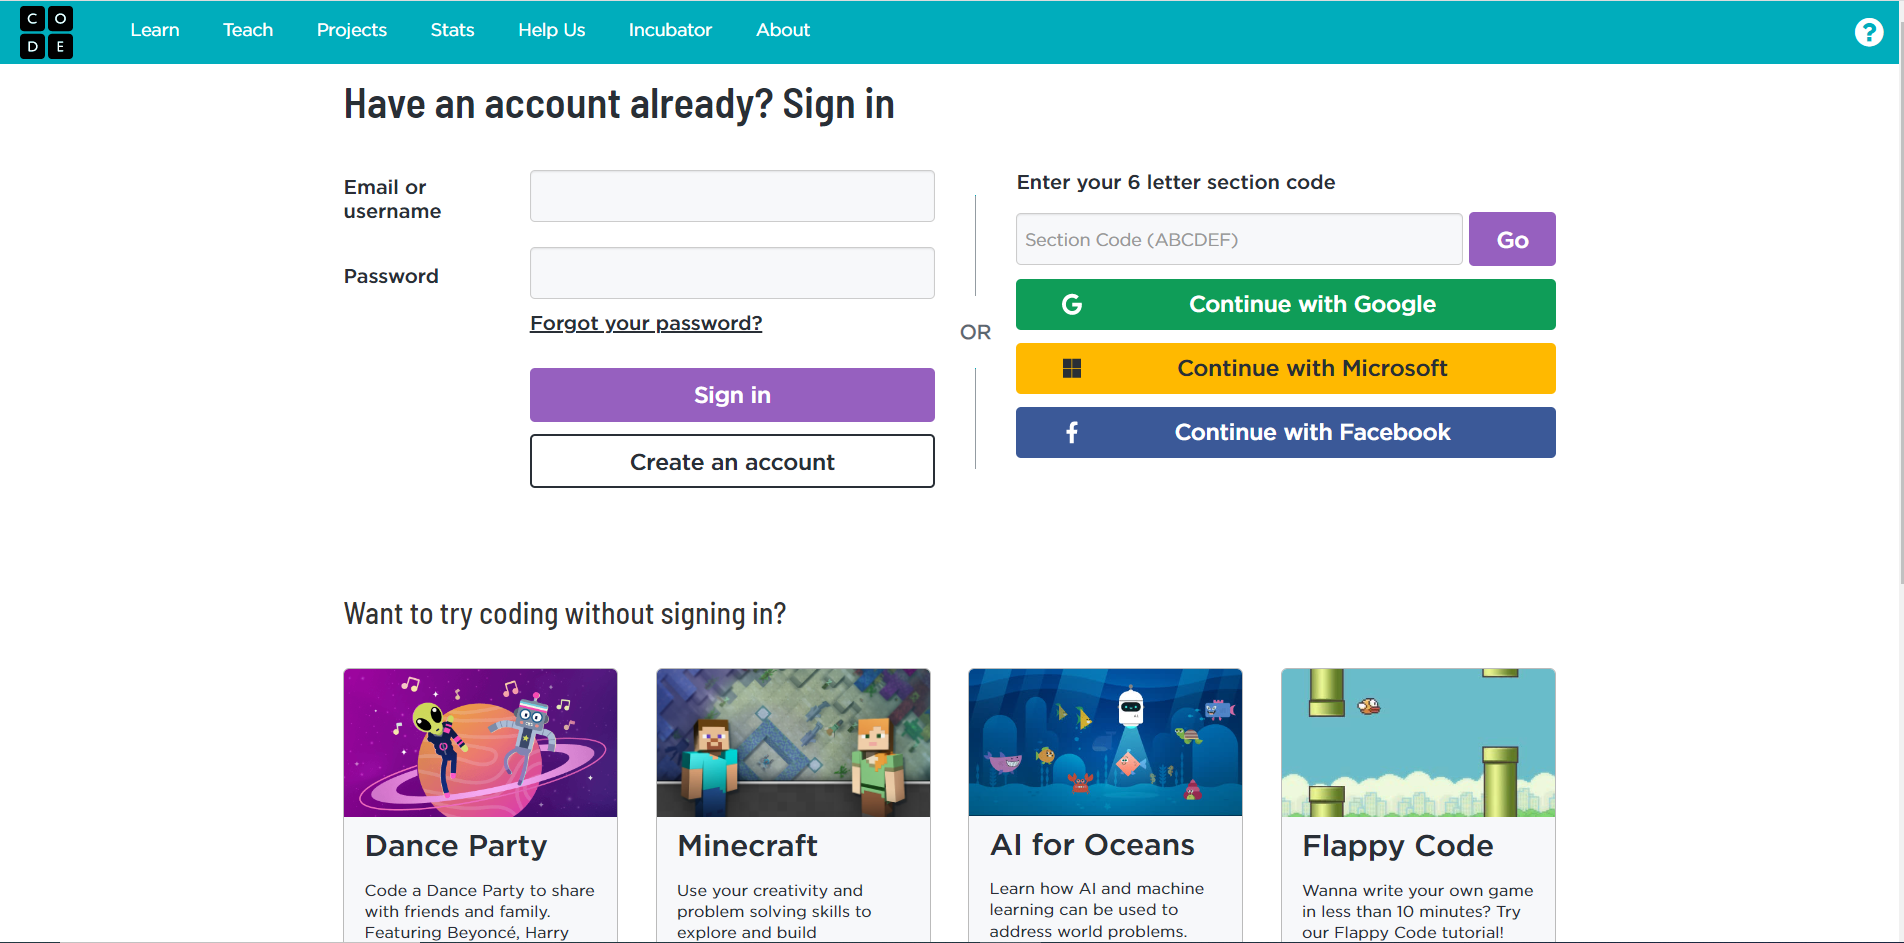 C O
D E
Learn Teach Projects Stats Help Us Incubator About
?
Have an account already? Sign in
Email or
username
Password
Forgot your password?
Sign in
Create an account
OR
Enter your 6 letter section code
Section Code (ABCDEF)
Go
G Continue with Google
Continue with Microsoft
f Continue with Facebook
Want to try coding without signing in?
Dance Party
Code a Dance Party to share
with friends and family.
Featuring Beyoncé, Harry
Minecraft
Use your creativity and
problem solving skills to
explore and build
AI for Oceans
Learn how AI and machine
learning can be used to
address world problems.
Flappy Code
Wanna write your own game
in less than 10 minutes? Try
our Flappy Code tutorial!